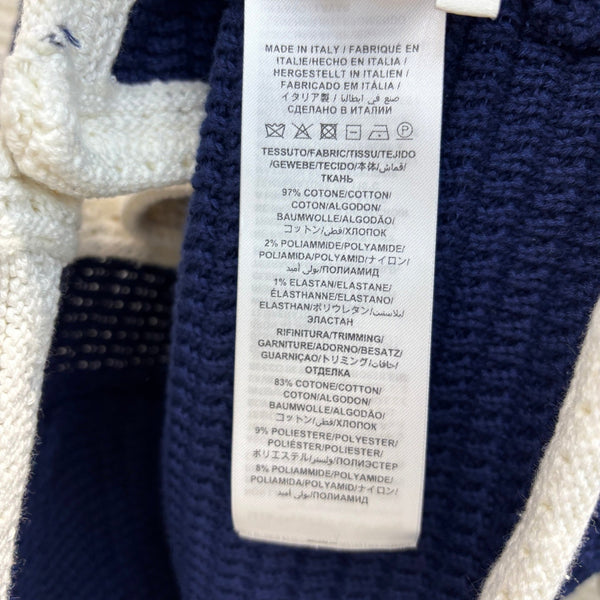 MADE IN ITALY / FABRIQUÉ EN
ITALIE/HECHO EN ITALIA /
HERGESTELLT IN ITALIEN /
FABRICADO EM ITÁLIA /
イタリア製 / صنع في ايطاليا /
СДЕЛАНО В ИТАЛИИ
TESSUTO/FABRIC/TISSU/TEJIDO
/GEWEBE/TECIDO/本体/قماش/
ТКАНЬ
97% COTONE/COTTON/
COTON/ALGODON/
BAUMWOLLE/ALGODÃO/
コットン/قطن/ХЛОПОК
2% POLIAMMIDE/POLYAMIDE/
POLIAMIDA/POLYAMID/ナイロン/
بولي أميد/ПОЛИАМИД
1% ELASTAN/ELASTANE/
ÉLASTHANNE/ELASTANO/
ELASTHAN/ポリウレタン/إيلاستين/
ЭЛАСТАН
RIFINITURA/TRIMMING/
GARNITURE/ADORNO/BESATZ/
GUARNIÇAO/トリミング/إطارات/
ОТДЕЛКА
83% COTONE/COTTON/
COTON/ALGODON/
BAUMWOLLE/ALGODÃO/
コットン/قطن/ХЛОПОК
9% POLIESTERE/POLYESTER/
POLIÉSTER/POLIESTER/
ポリエステル/بوليستر/ПОЛИЭСТЕР
8% POLIAMMIDE/POLYAMIDE/
POLIAMIDA/POLYAMID/ナイロン/
بولي أميد/ПОЛИАМИД